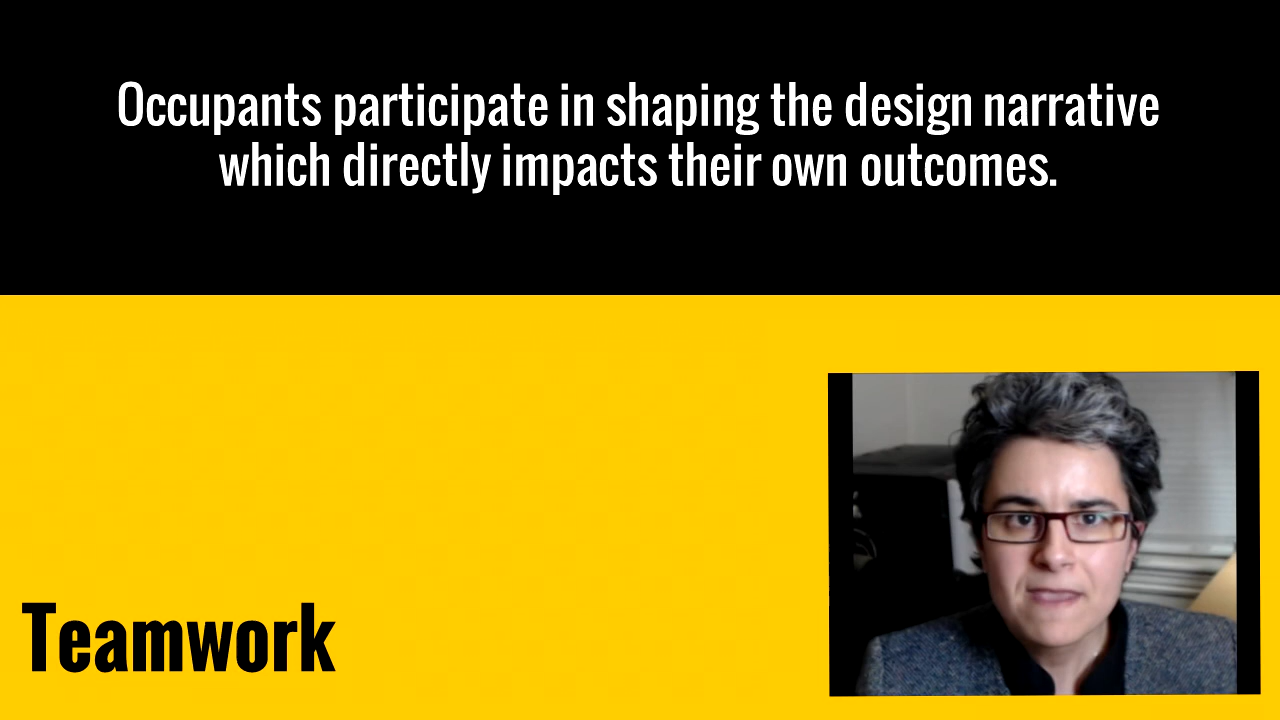 Occupants participate in shaping the design narrative
which directly impacts their own outcomes.
Teamwork